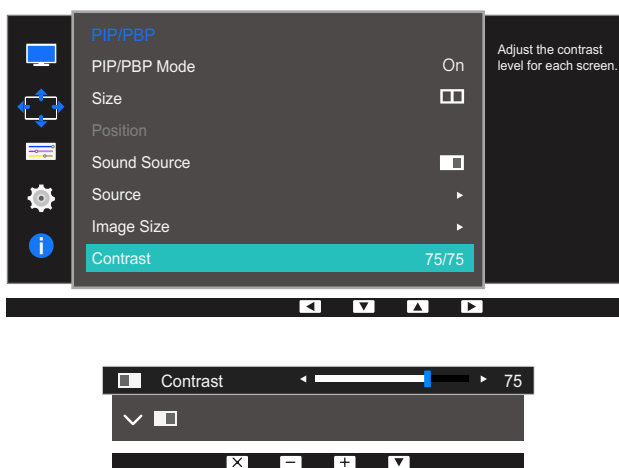 PIP/PBP
PIP/PBP Mode On
Size
Position
Sound Source
Source
Image Size
Contrast 75/75
Adjust the contrast
level for each screen.
Contrast 75